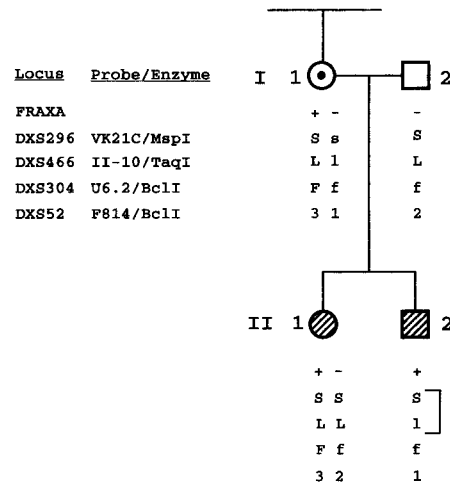 Locus Probe/Enzyme I 1 2
FRAXA + - -
DXS296 VK21C/MspI S s S
DXS466 II-10/TaqI L l L
DXS304 U6.2/BclI F f f
DXS52 F814/BclI 3 1 2
II 1 2
+ - +
S S S
L L l
F f f
3 2 1